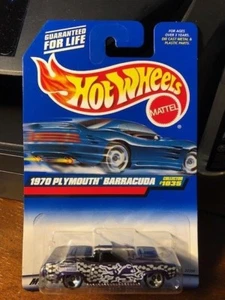 GUARANTEED
FOR LIFE
FOR AGES
OVER 3 YEARS.
DIE CAST METAL &
PLASTIC PARTS
Hot Wheels
MATTEL
1970 PLYMOUTH BARRACUDA
COLLECTOR
#1035